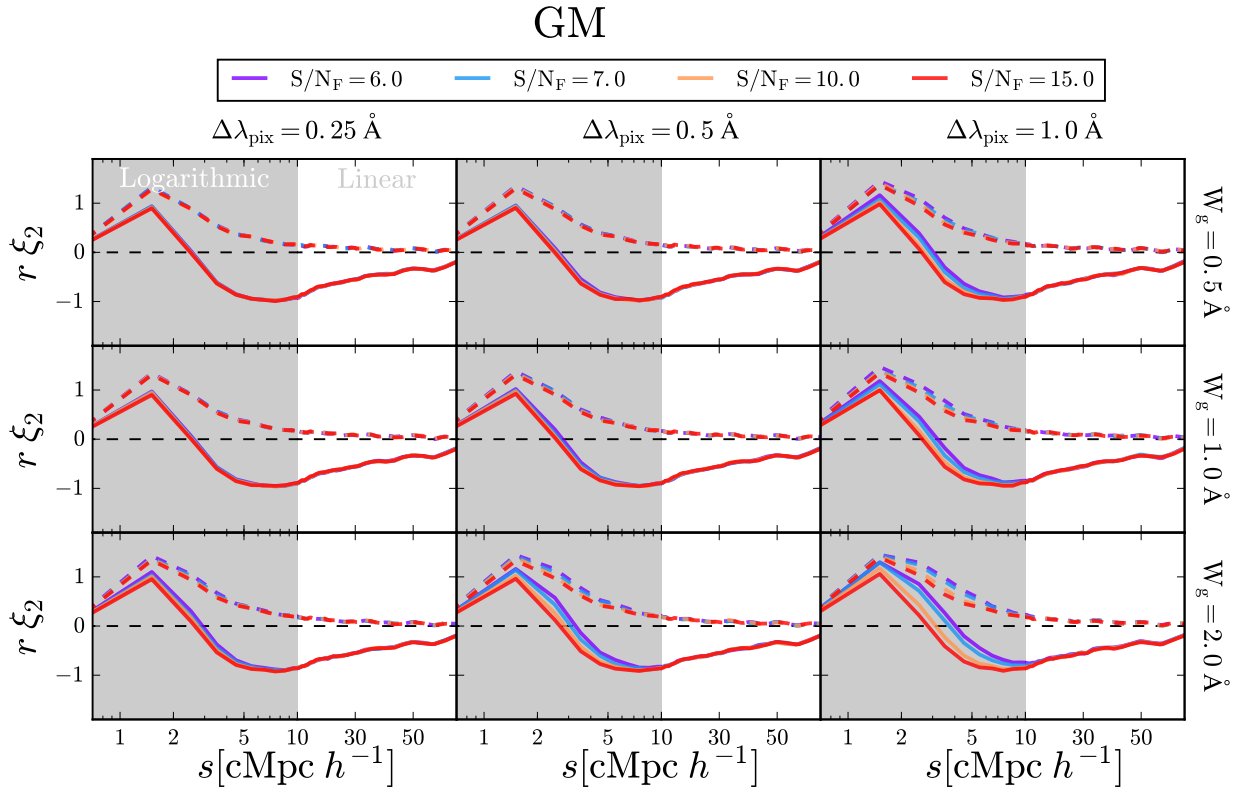 GM
S/N_F = 6.0 S/N_F = 7.0 S/N_F = 10.0 S/N_F = 15.0
Δλ_pix = 0.25 Å Δλ_pix = 0.5 Å Δλ_pix = 1.0 Å
Logarithmic Linear
r ξ_2
1
0
−1
W_g = 0.5 Å
r ξ_2
1
0
−1
W_g = 1.0 Å
r ξ_2
1
0
−1
W_g = 2.0 Å
1 2 5 10 50 1 2 5 10 50 1 2 5 10 50
s[cMpc h^{−1}] s[cMpc h^{−1}] s[cMpc h^{−1}]